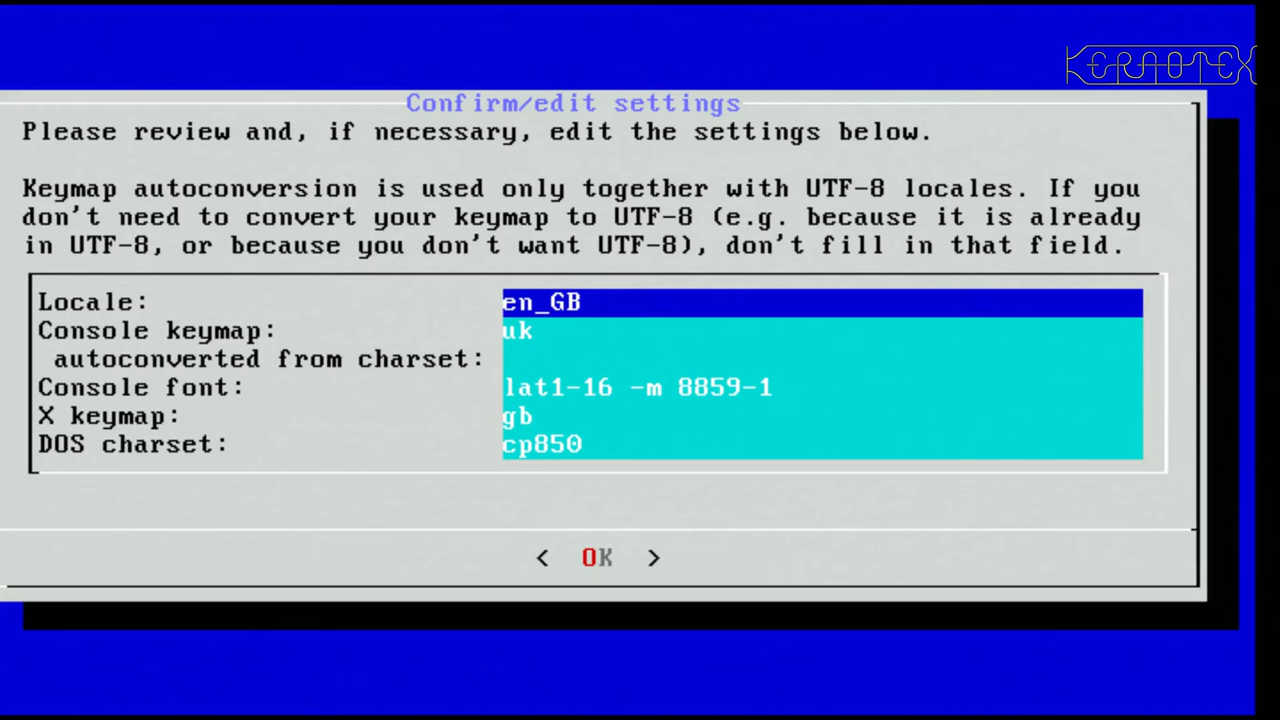 KERNOTEX
Confirm/edit settings
Please review and, if necessary, edit the settings below.
Keymap autoconversion is used only together with UTF-8 locales. If you
don't need to convert your keymap to UTF-8 (e.g. because it is already
in UTF-8, or because you don't want UTF-8), don't fill in that field.
Locale: en_GB
Console keymap: uk
autoconverted from charset:
Console font: lat1-16 -m 8859-1
X keymap: gb
DOS charset: cp850
< OK >